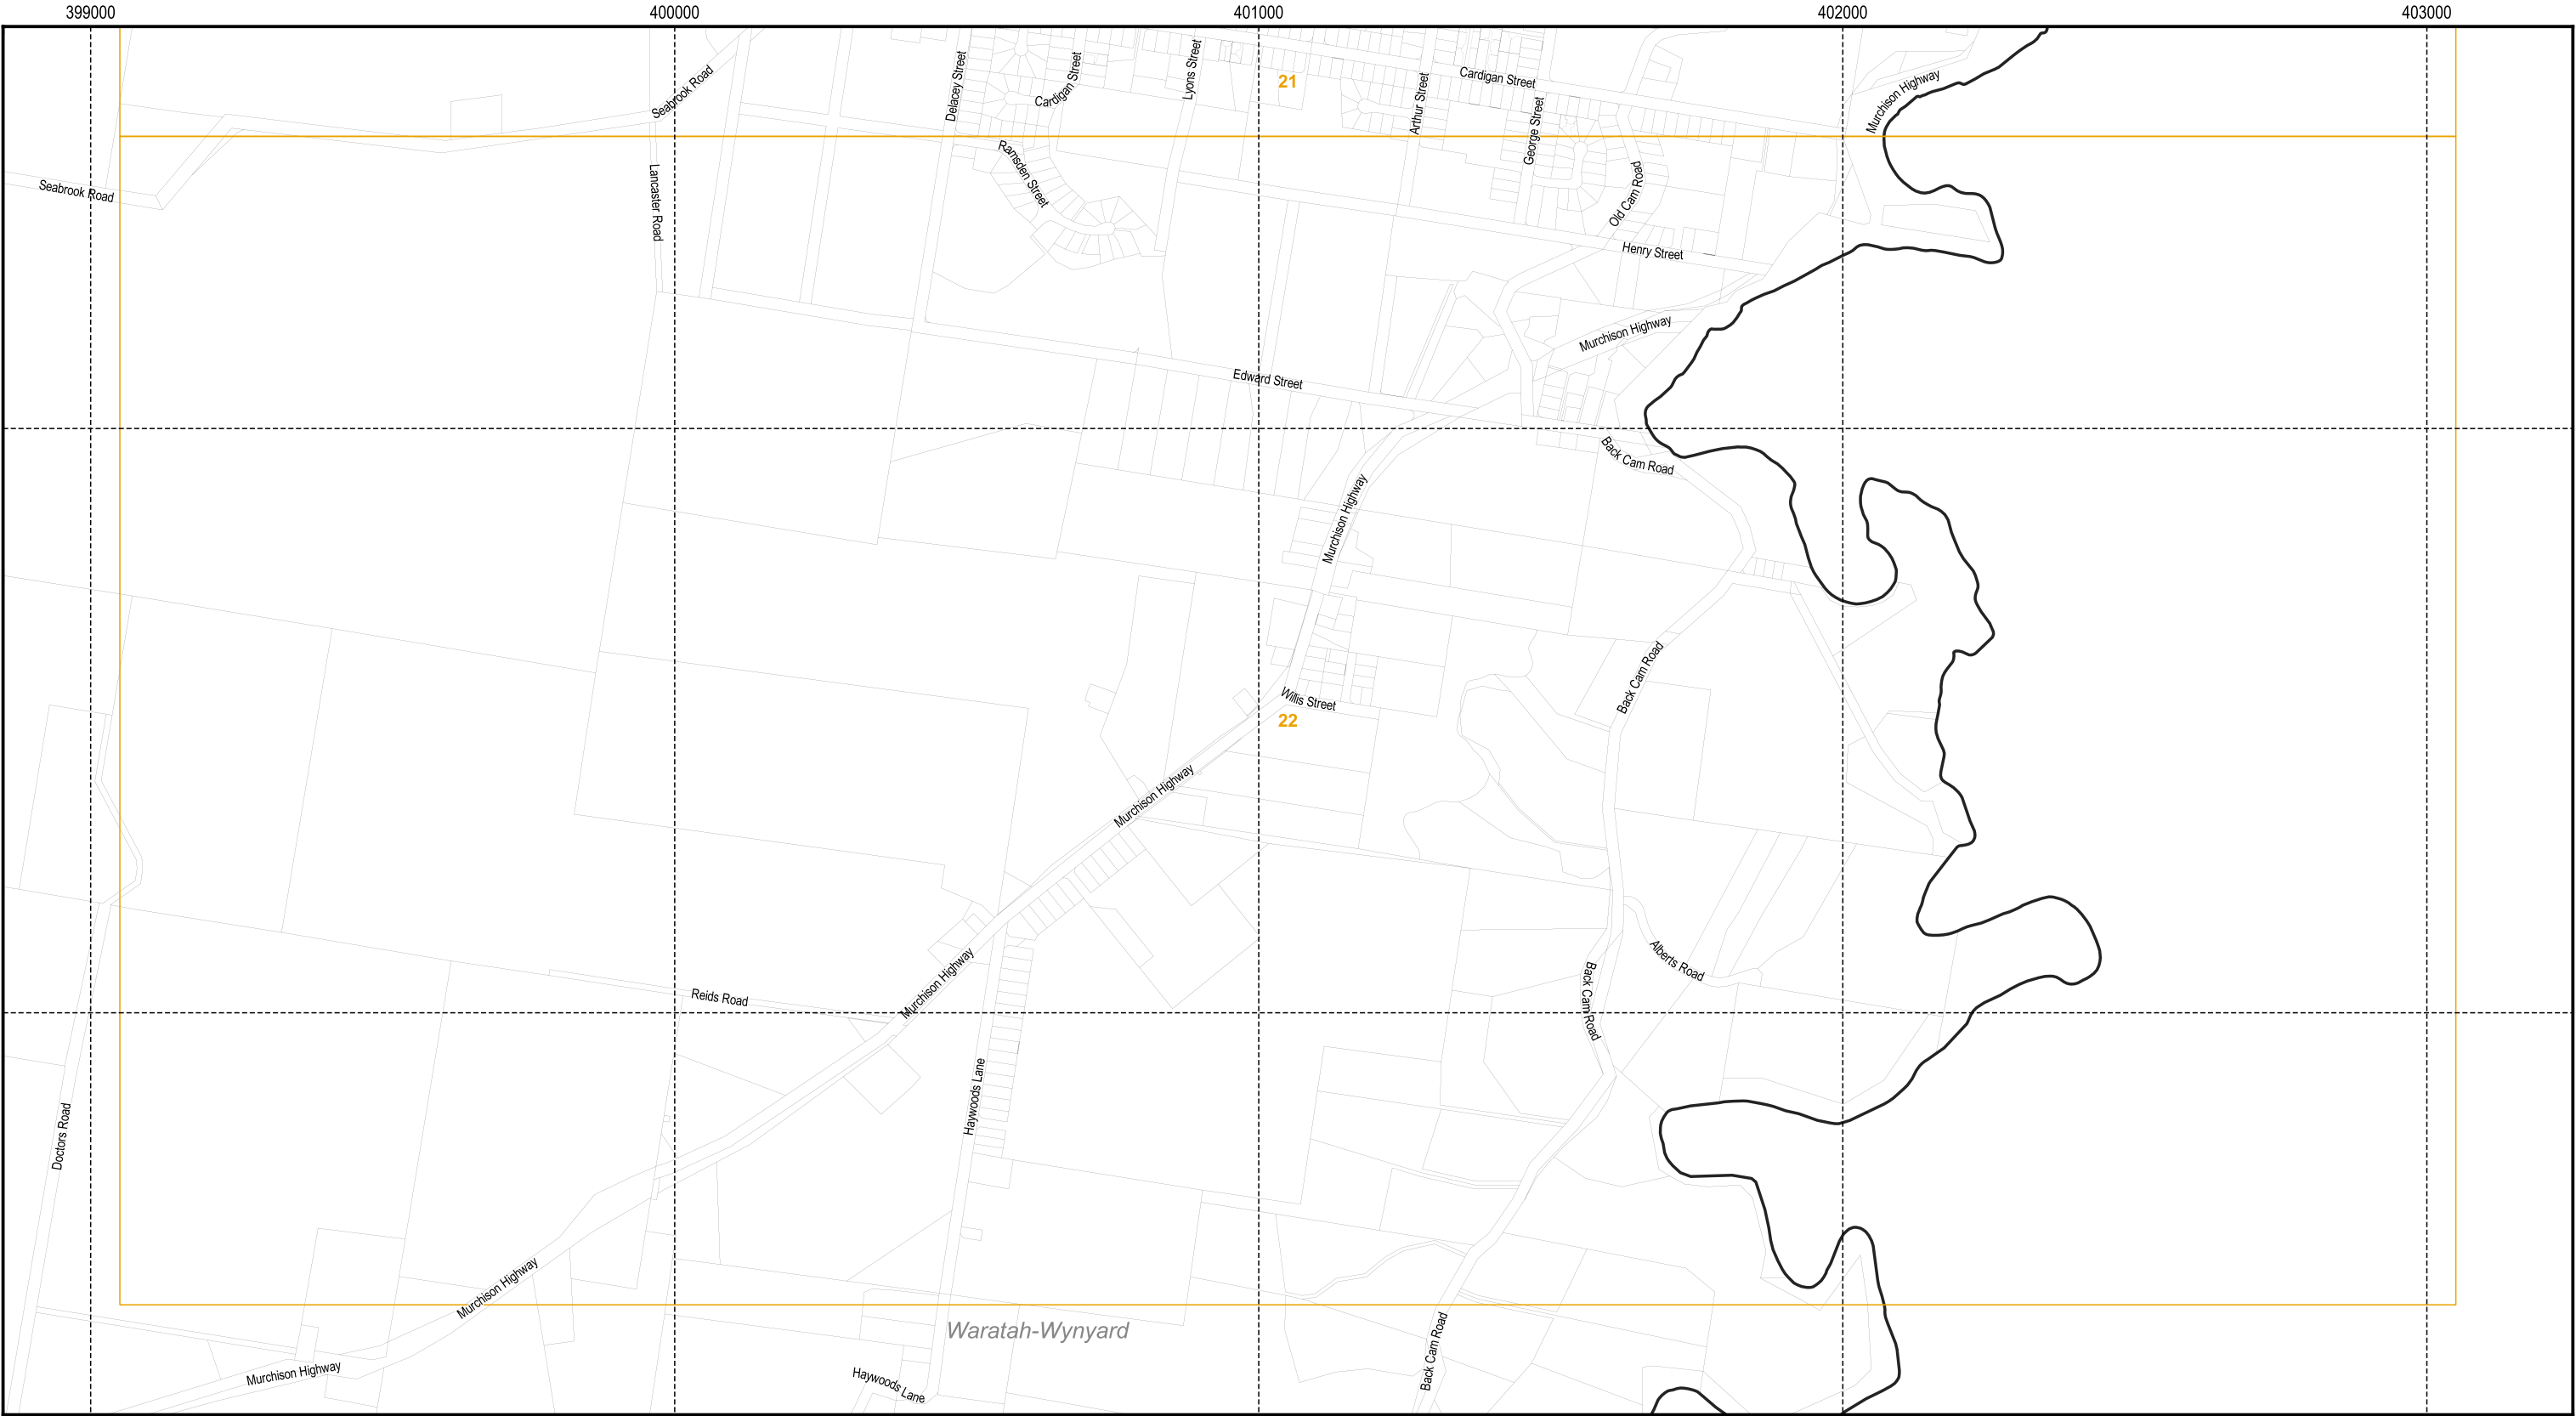 399000 400000 401000 402000 403000
Seabrook Road
Delacey Street
Cardigan Street
Lyons Street
21
Arthur Street
Cardigan Street
George Street
Murchison Highway
Seabrook Road
Lancaster Road
Ramsden Street
Old Cam Road
Henry Street
Murchison Highway
Edward Street
Back Cam Road
Murchison Highway
Back Cam Road
Willis Street
22
Murchison Highway
Murchison Highway
Alberts Road
Reids Road
Back Cam Road
Haywoods Lane
Doctors Road
Murchison Highway
Waratah-Wynyard
Back Cam Road
Murchison Highway
Haywoods Lane